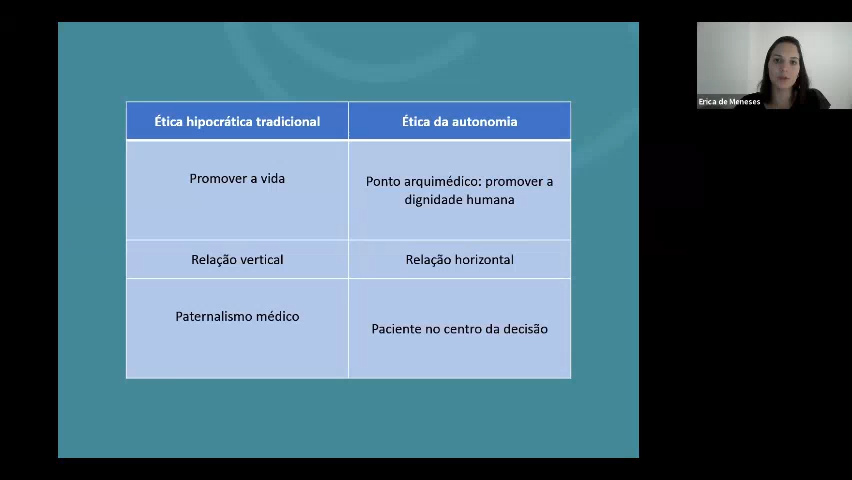 Ética hipocrática tradicional
Ética da autonomia
Promover a vida
Ponto arquimédico: promover a
dignidade humana
Relação vertical
Relação horizontal
Paternalismo médico
Paciente no centro da decisão
Erica de Meneses